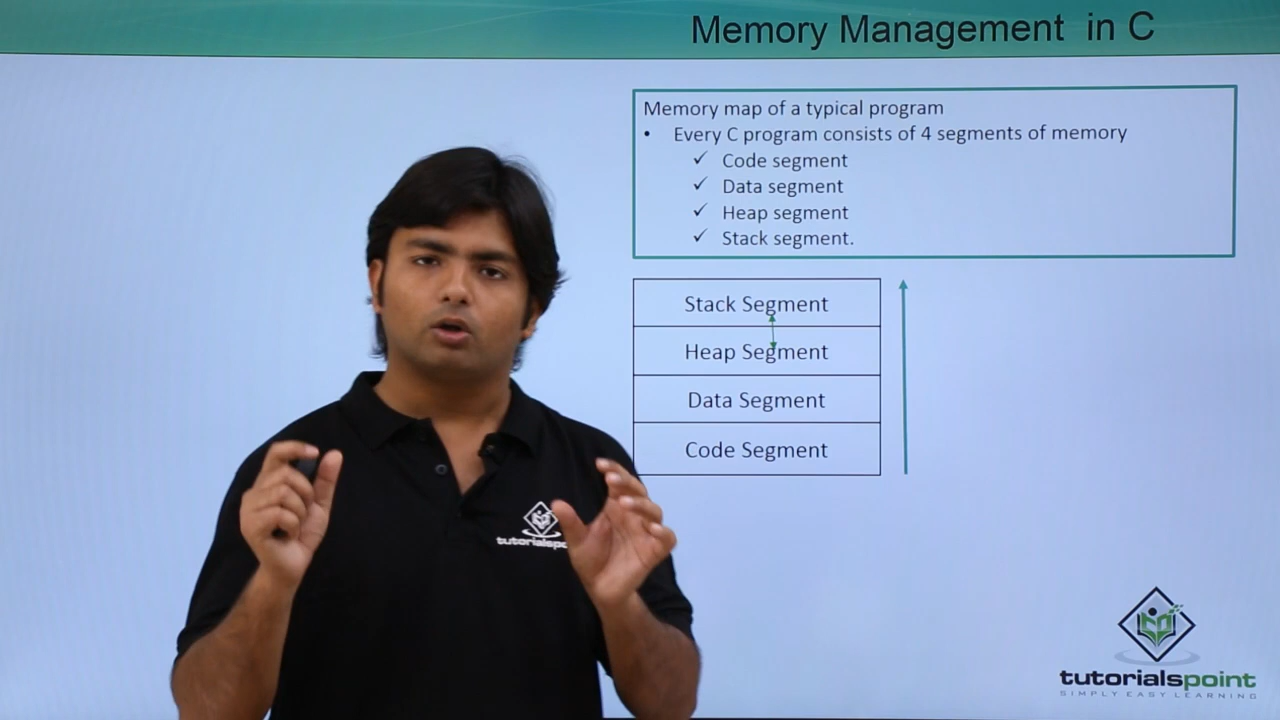 Memory Management in C
Memory map of a typical program
• Every C program consists of 4 segments of memory
✓ Code segment
✓ Data segment
✓ Heap segment
✓ Stack segment.
Stack Segment
Heap Segment
Data Segment
Code Segment
tutorialspo
tutorialspoint
SIMPLY EASY LEARNING